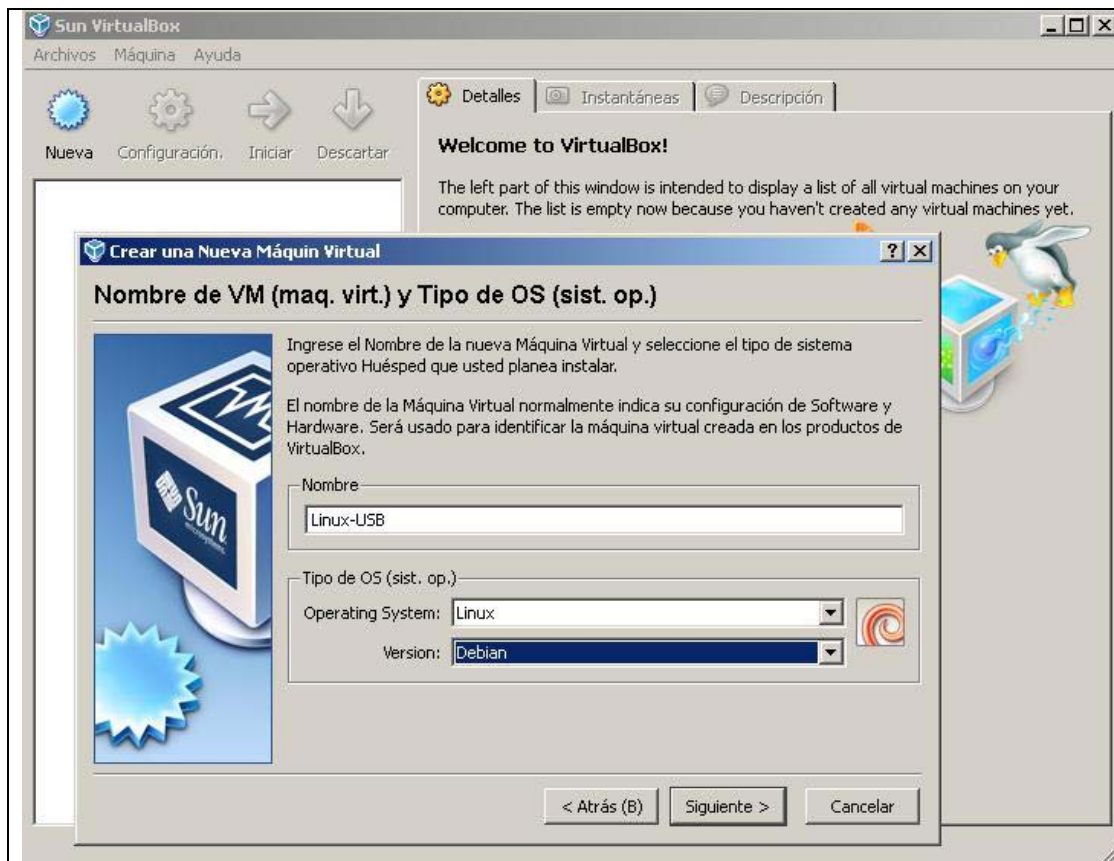 Sun VirtualBox
Archivos Máquina Ayuda
Nueva Configuración. Iniciar Descartar
Detalles Instantáneas Descripción
Welcome to VirtualBox!
The left part of this window is intended to display a list of all virtual machines on your
computer. The list is empty now because you haven't created any virtual machines yet.
Crear una Nueva Máquin Virtual
Nombre de VM (maq. virt.) y Tipo de OS (sist. op.)
Ingrese el Nombre de la nueva Máquina Virtual y seleccione el tipo de sistema
operativo Huésped que usted planea instalar.
El nombre de la Máquina Virtual normalmente indica su configuración de Software y
Hardware. Será usado para identificar la máquina virtual creada en los productos de
VirtualBox.
Sun
microsystems
Nombre
Linux-USB
Tipo de OS (sist. op.)
Operating System: Linux
Version: Debian
< Atrás (B) Siguiente > Cancelar